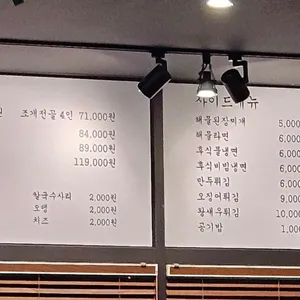 조개전골 4인 71,000원
84,000원
89,000원
119,000원
칼국수사리 2,000원
오뎅 2,000원
치즈 2,000원
사이드메뉴
해물된장찌개 5,000
해물라면 6,000
후식물냉면 6,000
후식비빔냉면 6,000
만두튀김 6,000
오징어튀김 9,000
왕새우튀김 10,000
공기밥 1,000